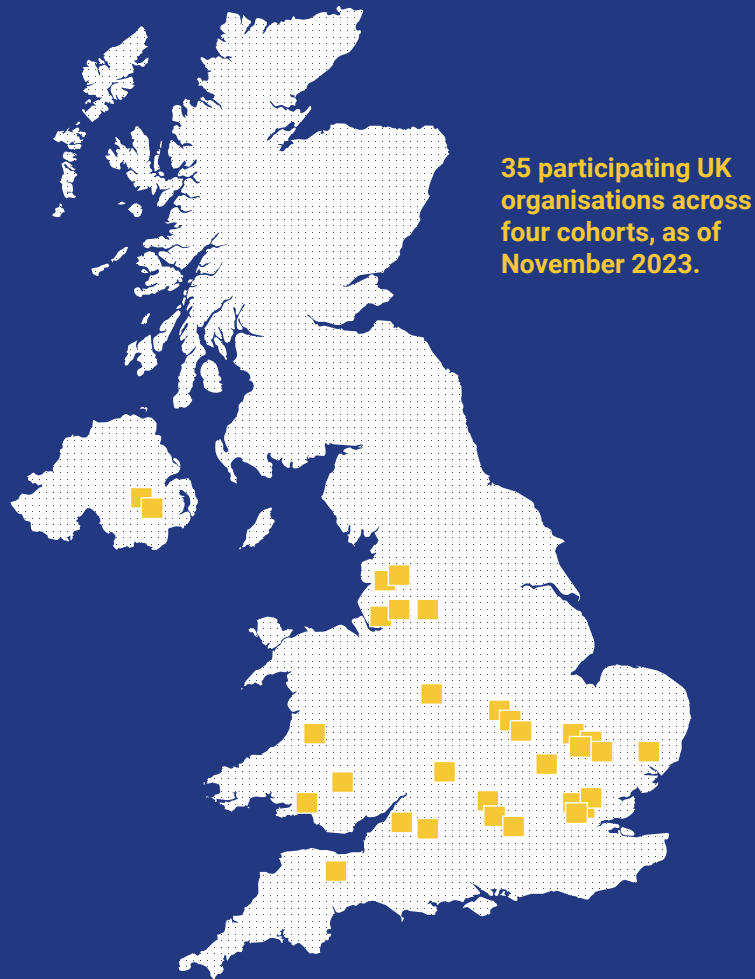 35 participating UK
organisations across
four cohorts, as of
November 2023.